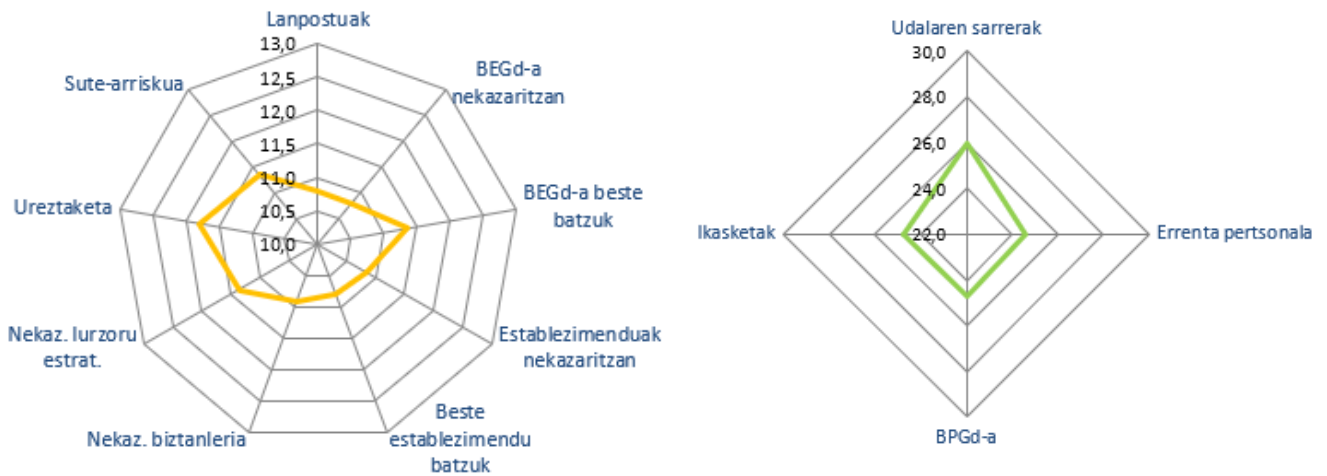 Lanpostuak
13,0
12,5
12,0
11,5
11,0
10,5
10,0
BEGd-a
nekazaritzan
BEGd-a beste
batzuk
Establezimenduak
nekazaritzan
Beste
establezimendu
batzuk
Nekaz. biztanleria
Nekaz. lurzoru
estrat.
Ureztaketa
Sute-arriskua
Udalaren sarrerak
30,0
28,0
26,0
24,0
22,0
Errenta pertsonala
BPGd-a
Ikasketak